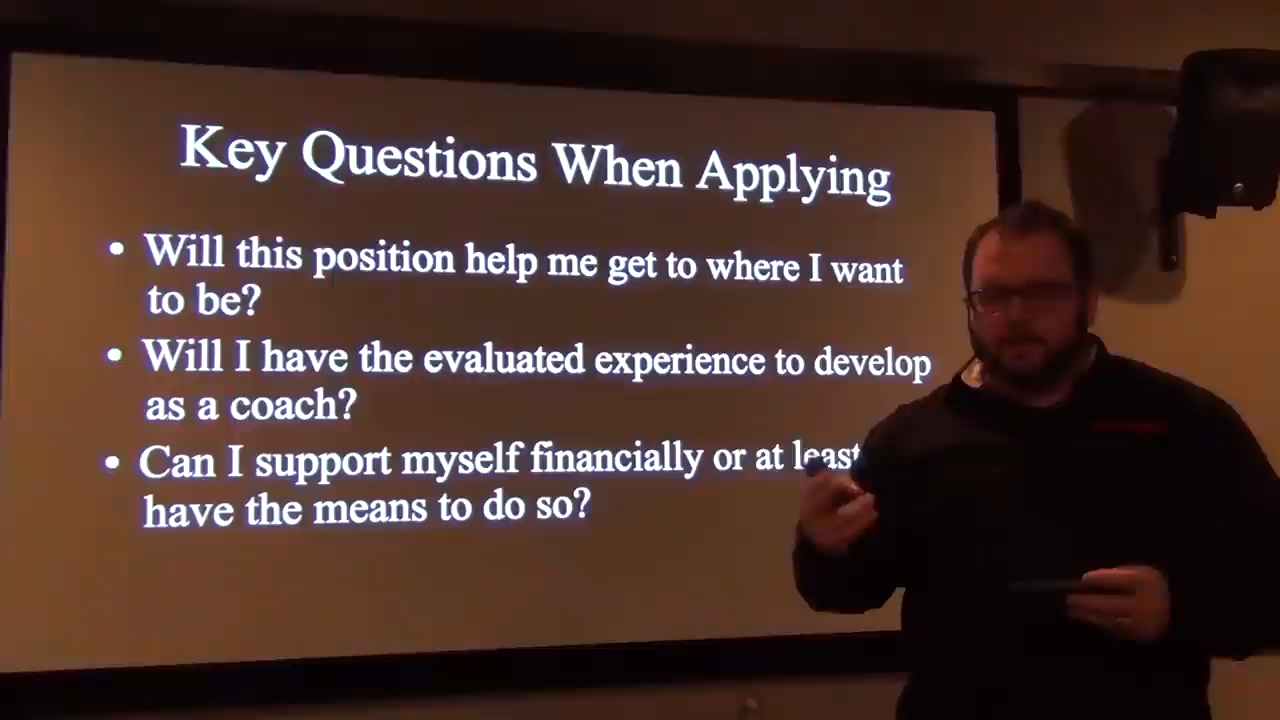 Key Questions When Applying
• Will this position help me get to where I want
to be?
• Will I have the evaluated experience to develop
as a coach?
• Can I support myself financially or at least
have the means to do so?